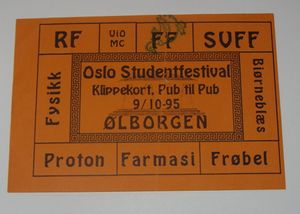 RF
UiO
MC
FF
SVFF
Fysikk
Oslo Studentfestival
Klippekort, Pub til Pub
9/10-95
ØLBORGEN
Bjørneblæs
Proton
Farmasi
Frøbel